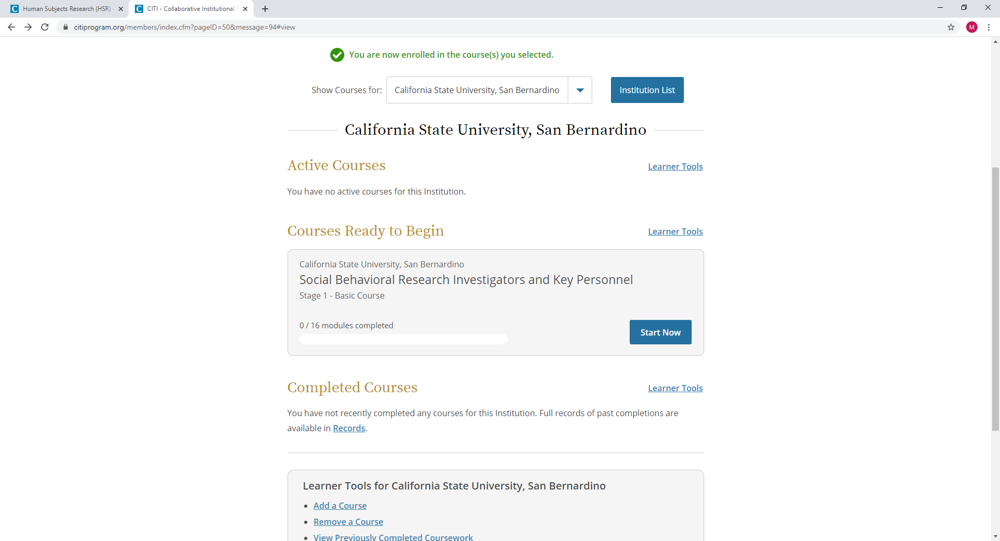 Human Subjects Research (HSR)
CITI - Collaborative Institutional
citiprogram.org/members/index.cfm?pageID=50&message=94#view
M
You are now enrolled in the course(s) you selected.
Show Courses for: California State University, San Bernardino Institution List
California State University, San Bernardino
Active Courses Learner Tools
You have no active courses for this Institution.
Courses Ready to Begin Learner Tools
California State University, San Bernardino
Social Behavioral Research Investigators and Key Personnel
Stage 1 - Basic Course
0 / 16 modules completed
Start Now
Completed Courses Learner Tools
You have not recently completed any courses for this Institution. Full records of past completions are
available in Records.
Learner Tools for California State University, San Bernardino
Add a Course
Remove a Course
View Previously Completed Coursework